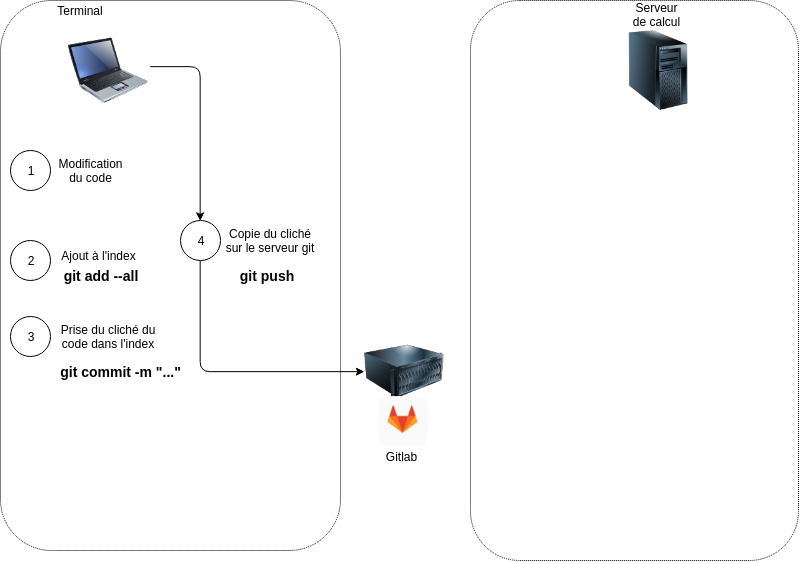 Terminal
Serveur
de calcul
1
Modification
du code
2
Ajout à l'index
git add --all
3
Prise du cliché du
code dans l'index
git commit -m "..."
4
Copie du cliché
sur le serveur git
git push
Gitlab